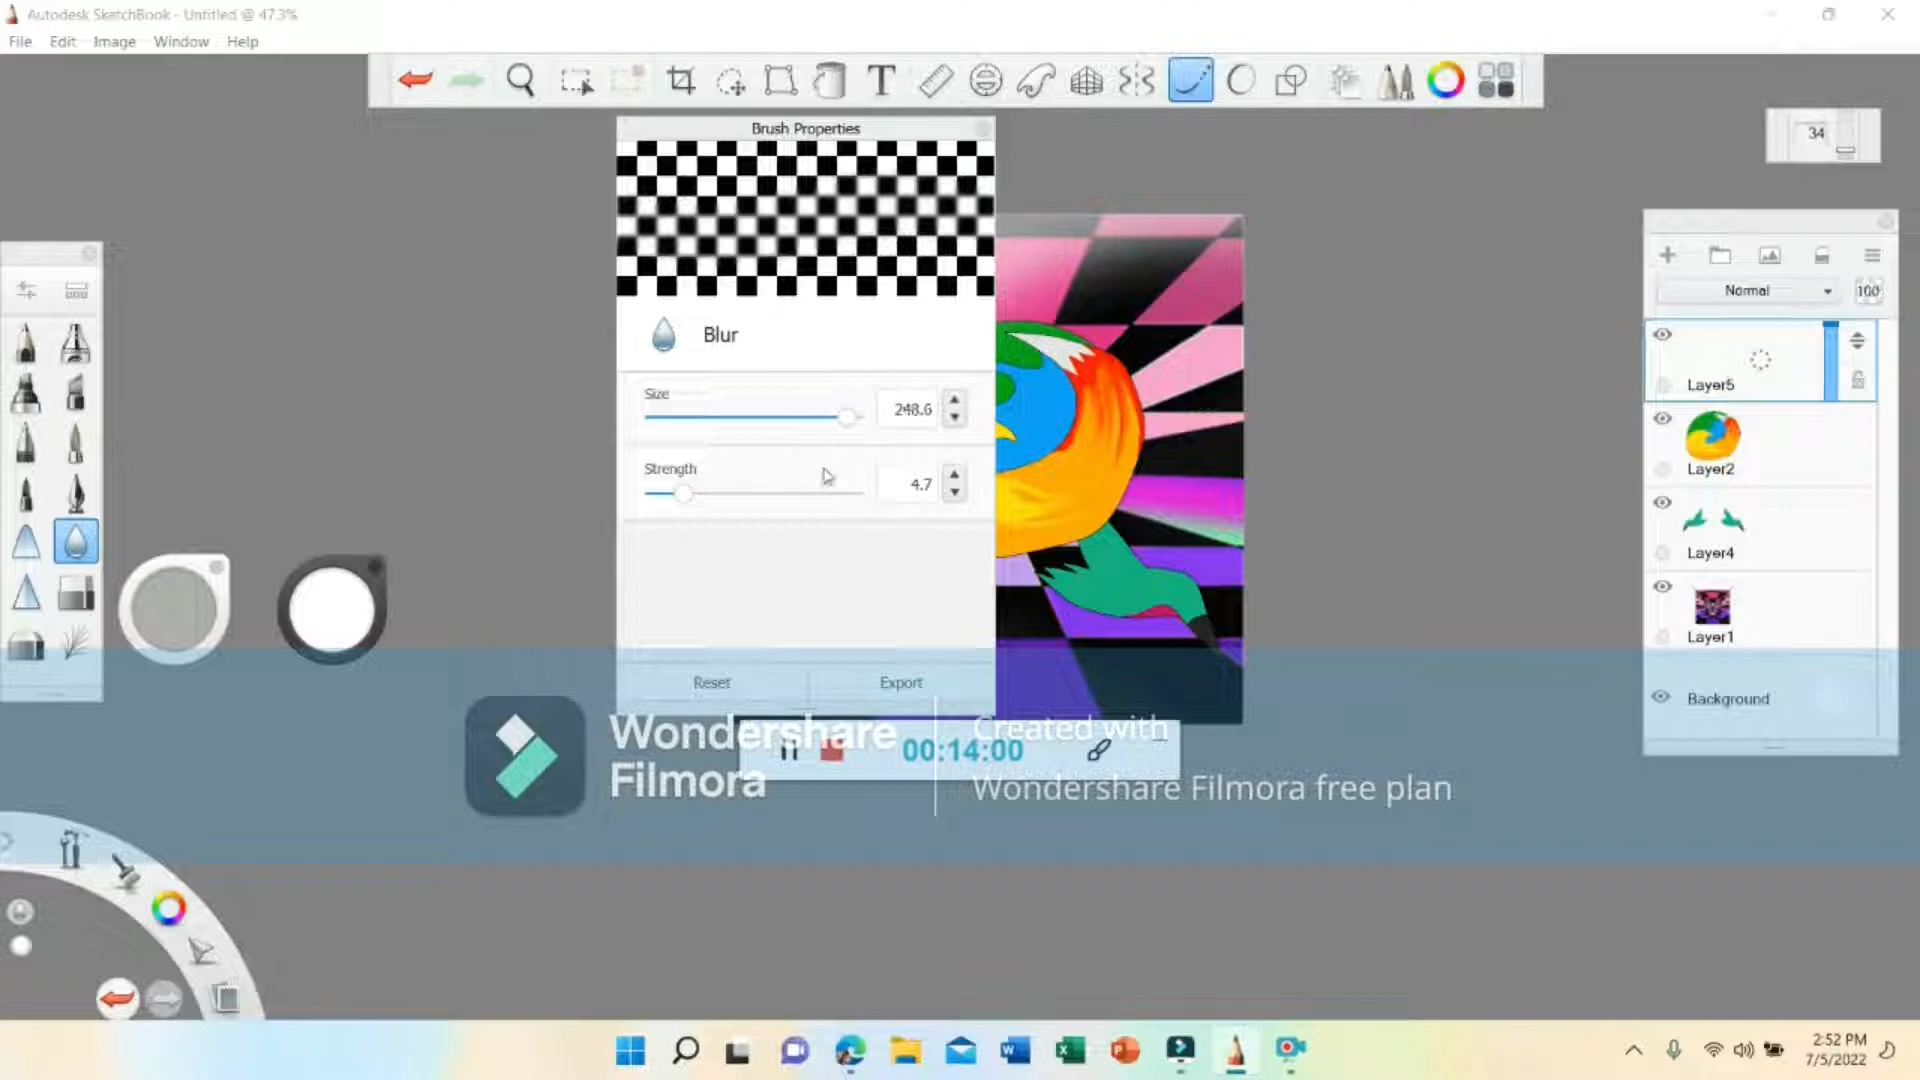 Autodesk SketchBook - Untitled @ 47.3%
File Edit Image Window Help
T
Brush Properties
34
Normal
100
Blur
Layer5
Size
248.6
Layer2
Strength
4.7
Layer4
Layer1
Reset Export
Background
Wondershare
Filmora
00:14:00
Created with
Wondershare Filmora free plan
2:52 PM
7/5/2022